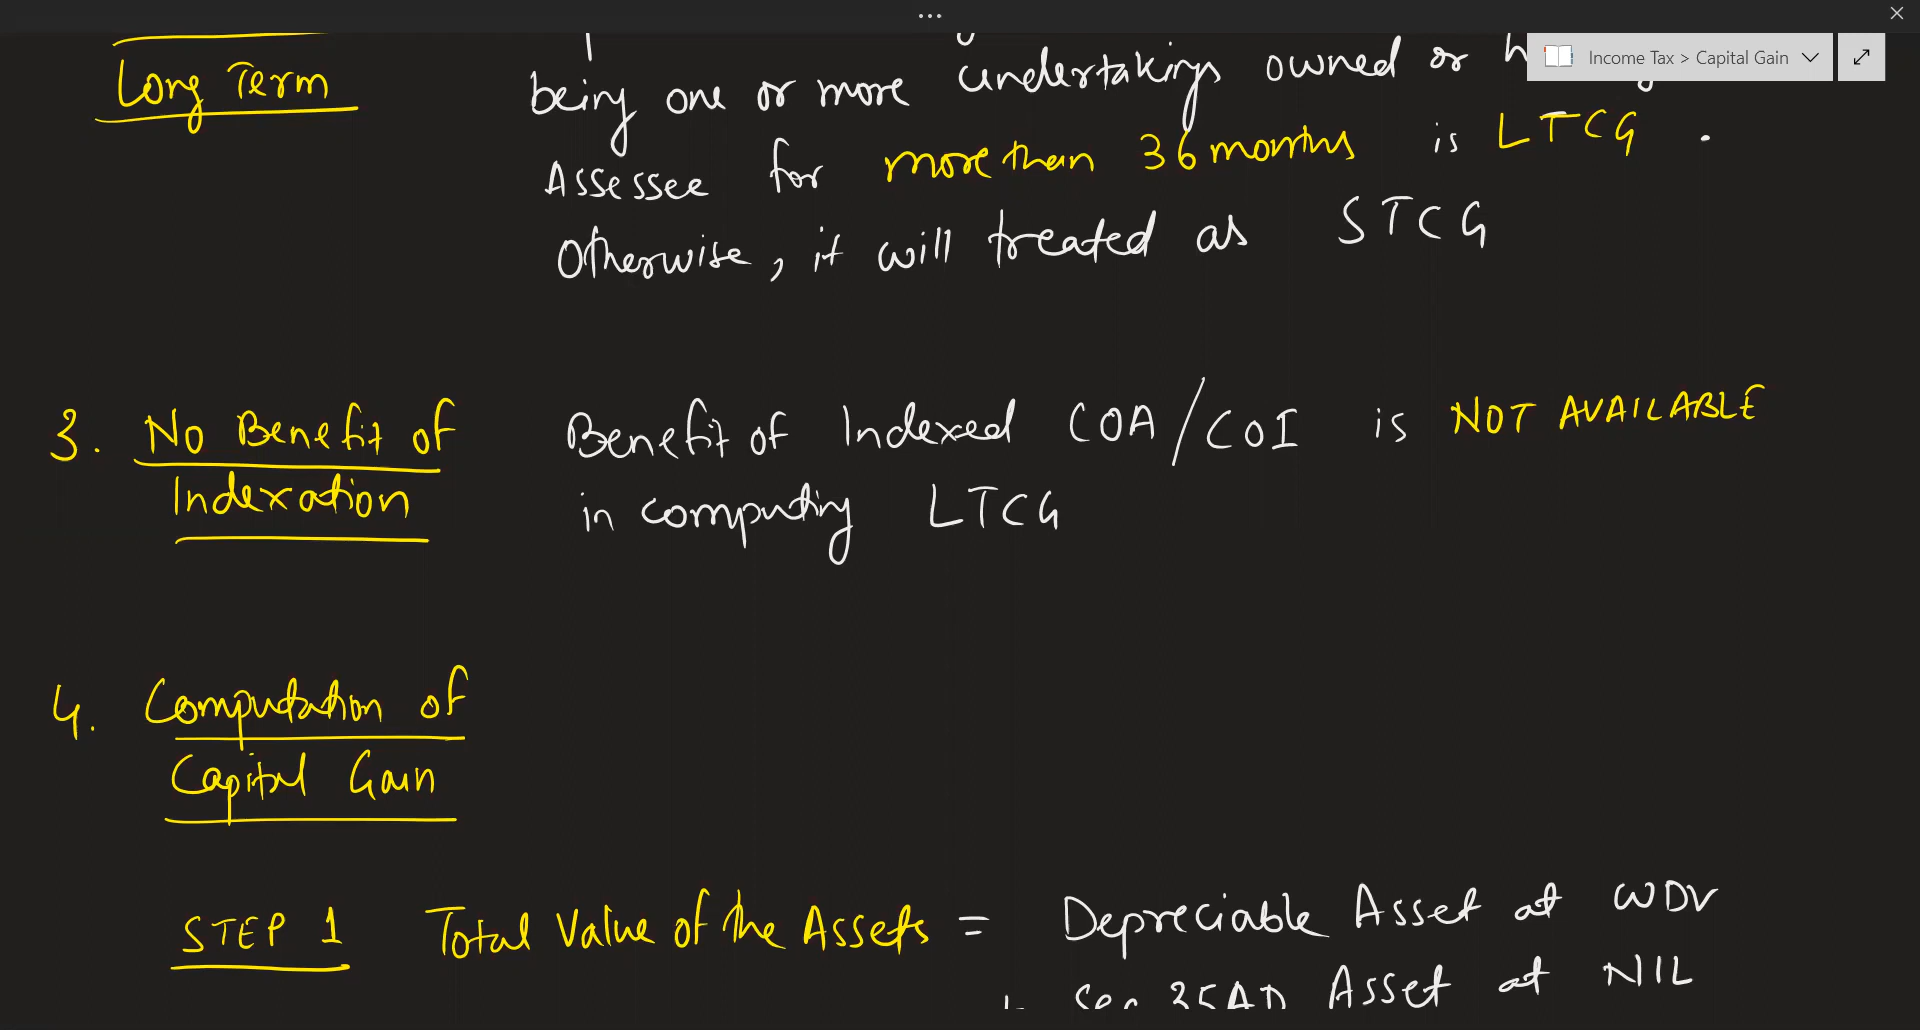 Income Tax > Capital Gain
Long Term
being one or more undertakings owned or
Assessee for more than 36 months is LTCG .
Otherwise, it will treated as STCG
3. No Benefit of
Indexation
Benefit of Indexed COA/COI is NOT AVAILABLE
in computing LTCG
4. Computation of
Capital Gain
STEP 1 Total Value of the Assets = Depreciable Asset at WDV
+ Sec 35AD Asset at NIL